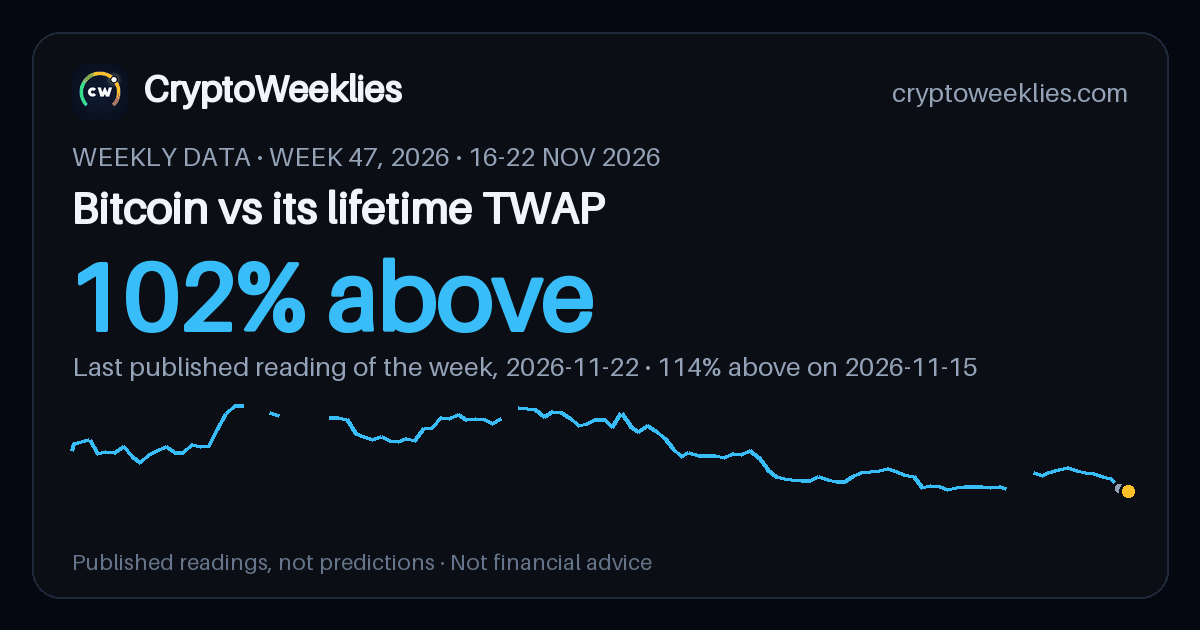 CW CryptoWeeklies
cryptoweeklies.com
WEEKLY DATA · WEEK 47, 2026 · 16-22 NOV 2026
Bitcoin vs its lifetime TWAP
102% above
Last published reading of the week, 2026-11-22 · 114% above on 2026-11-15
Published readings, not predictions · Not financial advice